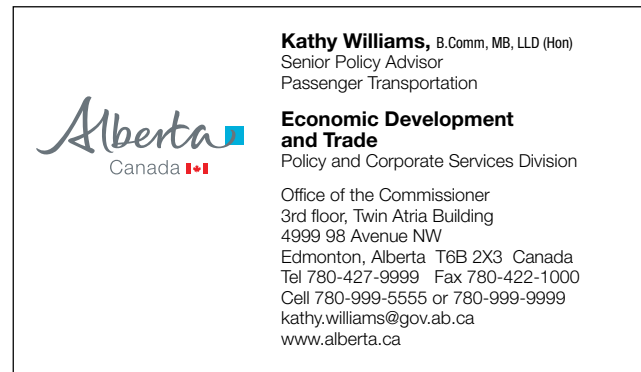 Alberta
Canada
Kathy Williams, B.Comm, MB, LLD (Hon)
Senior Policy Advisor
Passenger Transportation
Economic Development
and Trade
Policy and Corporate Services Division
Office of the Commissioner
3rd floor, Twin Atria Building
4999 98 Avenue NW
Edmonton, Alberta T6B 2X3 Canada
Tel 780-427-9999 Fax 780-422-1000
Cell 780-999-5555 or 780-999-9999
kathy.williams@gov.ab.ca
www.alberta.ca